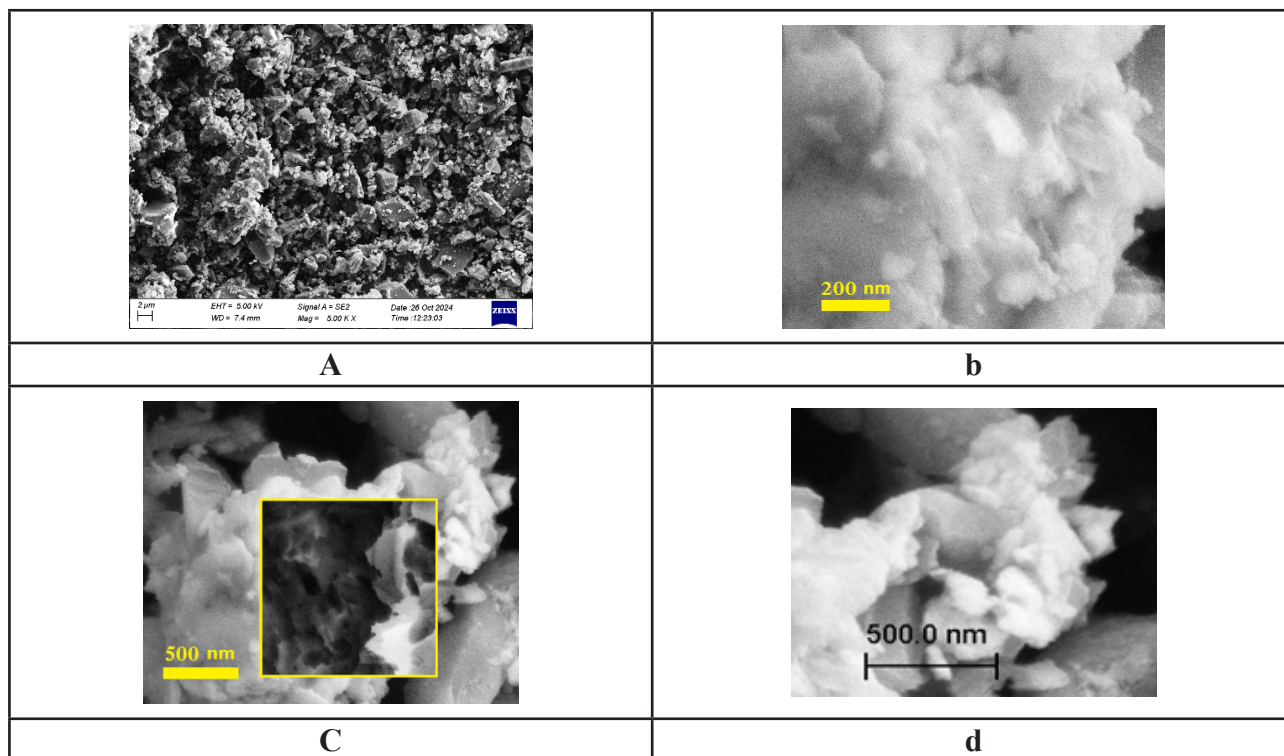 2 µm
EHT = 5.00 kV Signal A = SE2 Date :26 Oct 2024
WD = 7.4 mm Mag = 5.00 K X Time :12:23:03
ZEISS
200 nm
A b
500 nm
500.0 nm
C d